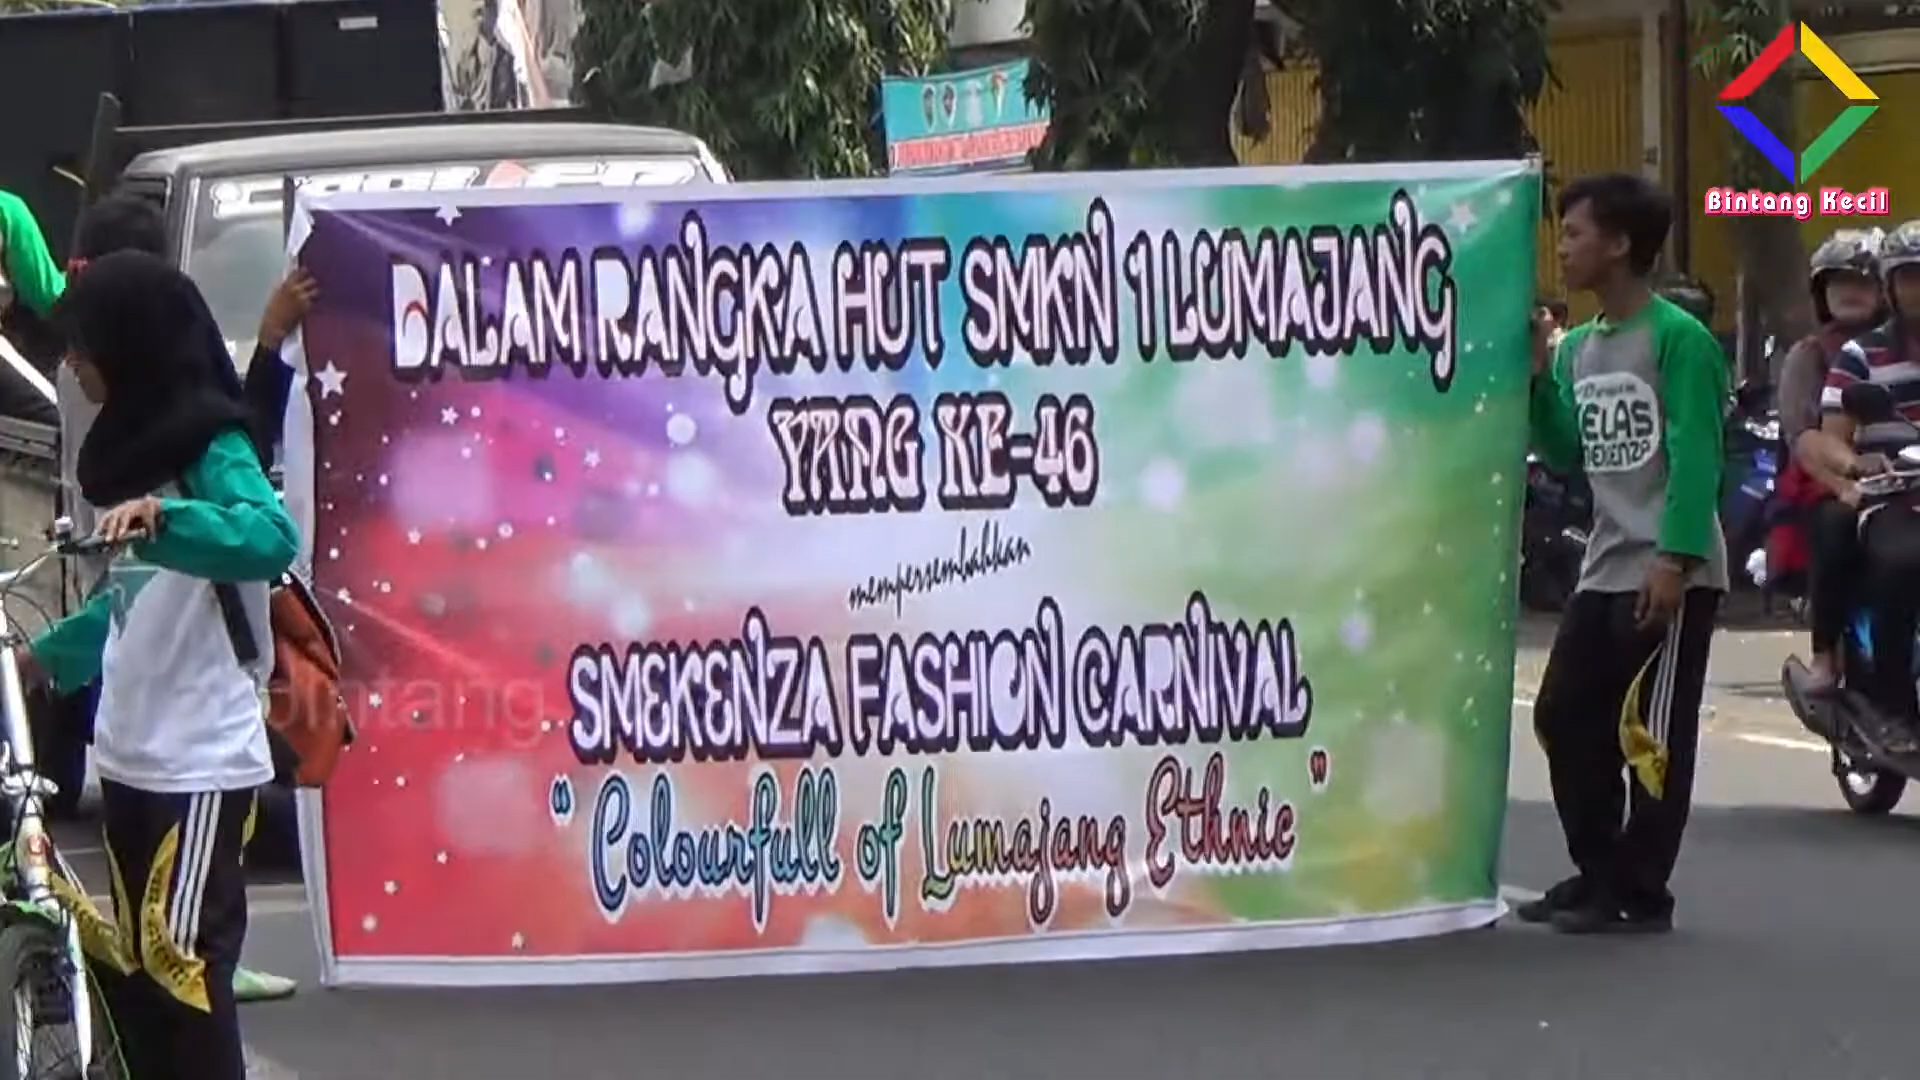 Bintang Kecil
DALAM RANGKA HUT SMKN 1 LUMAJANG
YANG KE-46
mempersembahkan
SMEKENZA FASHION CARNIVAL
" Colourfull of Lumajang Ethnic "
bintang